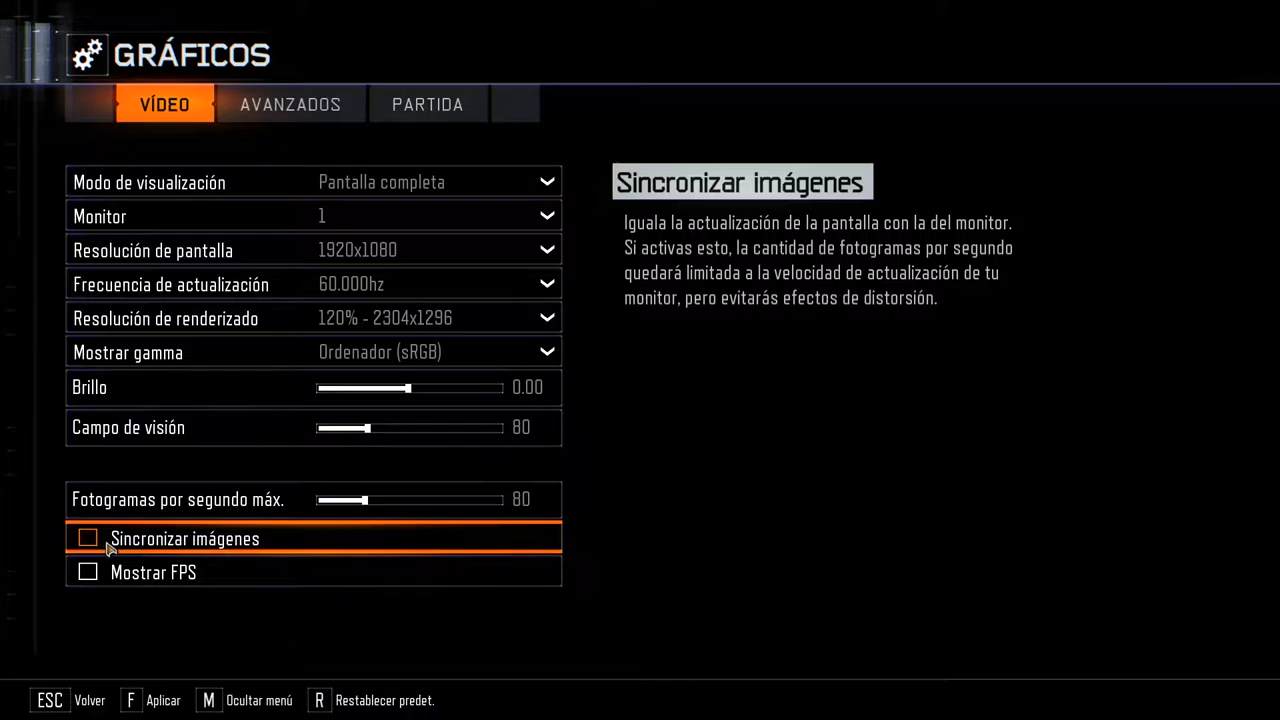 GRÁFICOS
VÍDEO AVANZADOS PARTIDA
Modo de visualización Pantalla completa
Monitor 1
Resolución de pantalla 1920x1080
Frecuencia de actualización 60.000hz
Resolución de renderizado 120% - 2304x1296
Mostrar gamma Ordenador (sRGB)
Brillo 0.00
Campo de visión 80
Fotogramas por segundo máx. 80
Sincronizar imágenes
Mostrar FPS
Sincronizar imágenes
Iguala la actualización de la pantalla con la del monitor.
Si activas esto, la cantidad de fotogramas por segundo
quedará limitada a la velocidad de actualización de tu
monitor, pero evitarás efectos de distorsión.
ESC Volver F Aplicar M Ocultar menú R Restablecer predet.